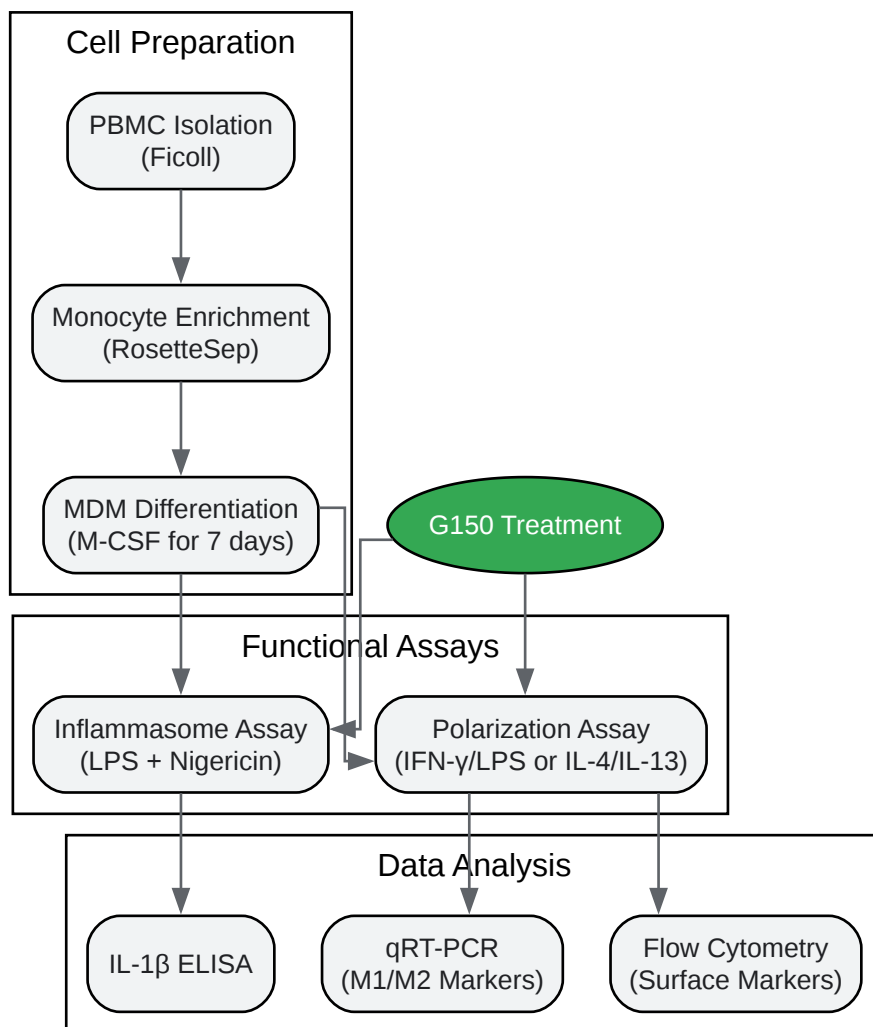 Cell Preparation
PBMC Isolation
(Ficoll)
Monocyte Enrichment
(RosetteSep)
MDM Differentiation
(M-CSF for 7 days)
G150 Treatment
Functional Assays
Inflammasome Assay
(LPS + Nigericin)
Polarization Assay
(IFN-γ/LPS or IL-4/IL-13)
Data Analysis
IL-1β ELISA
qRT-PCR
(M1/M2 Markers)
Flow Cytometry
(Surface Markers)